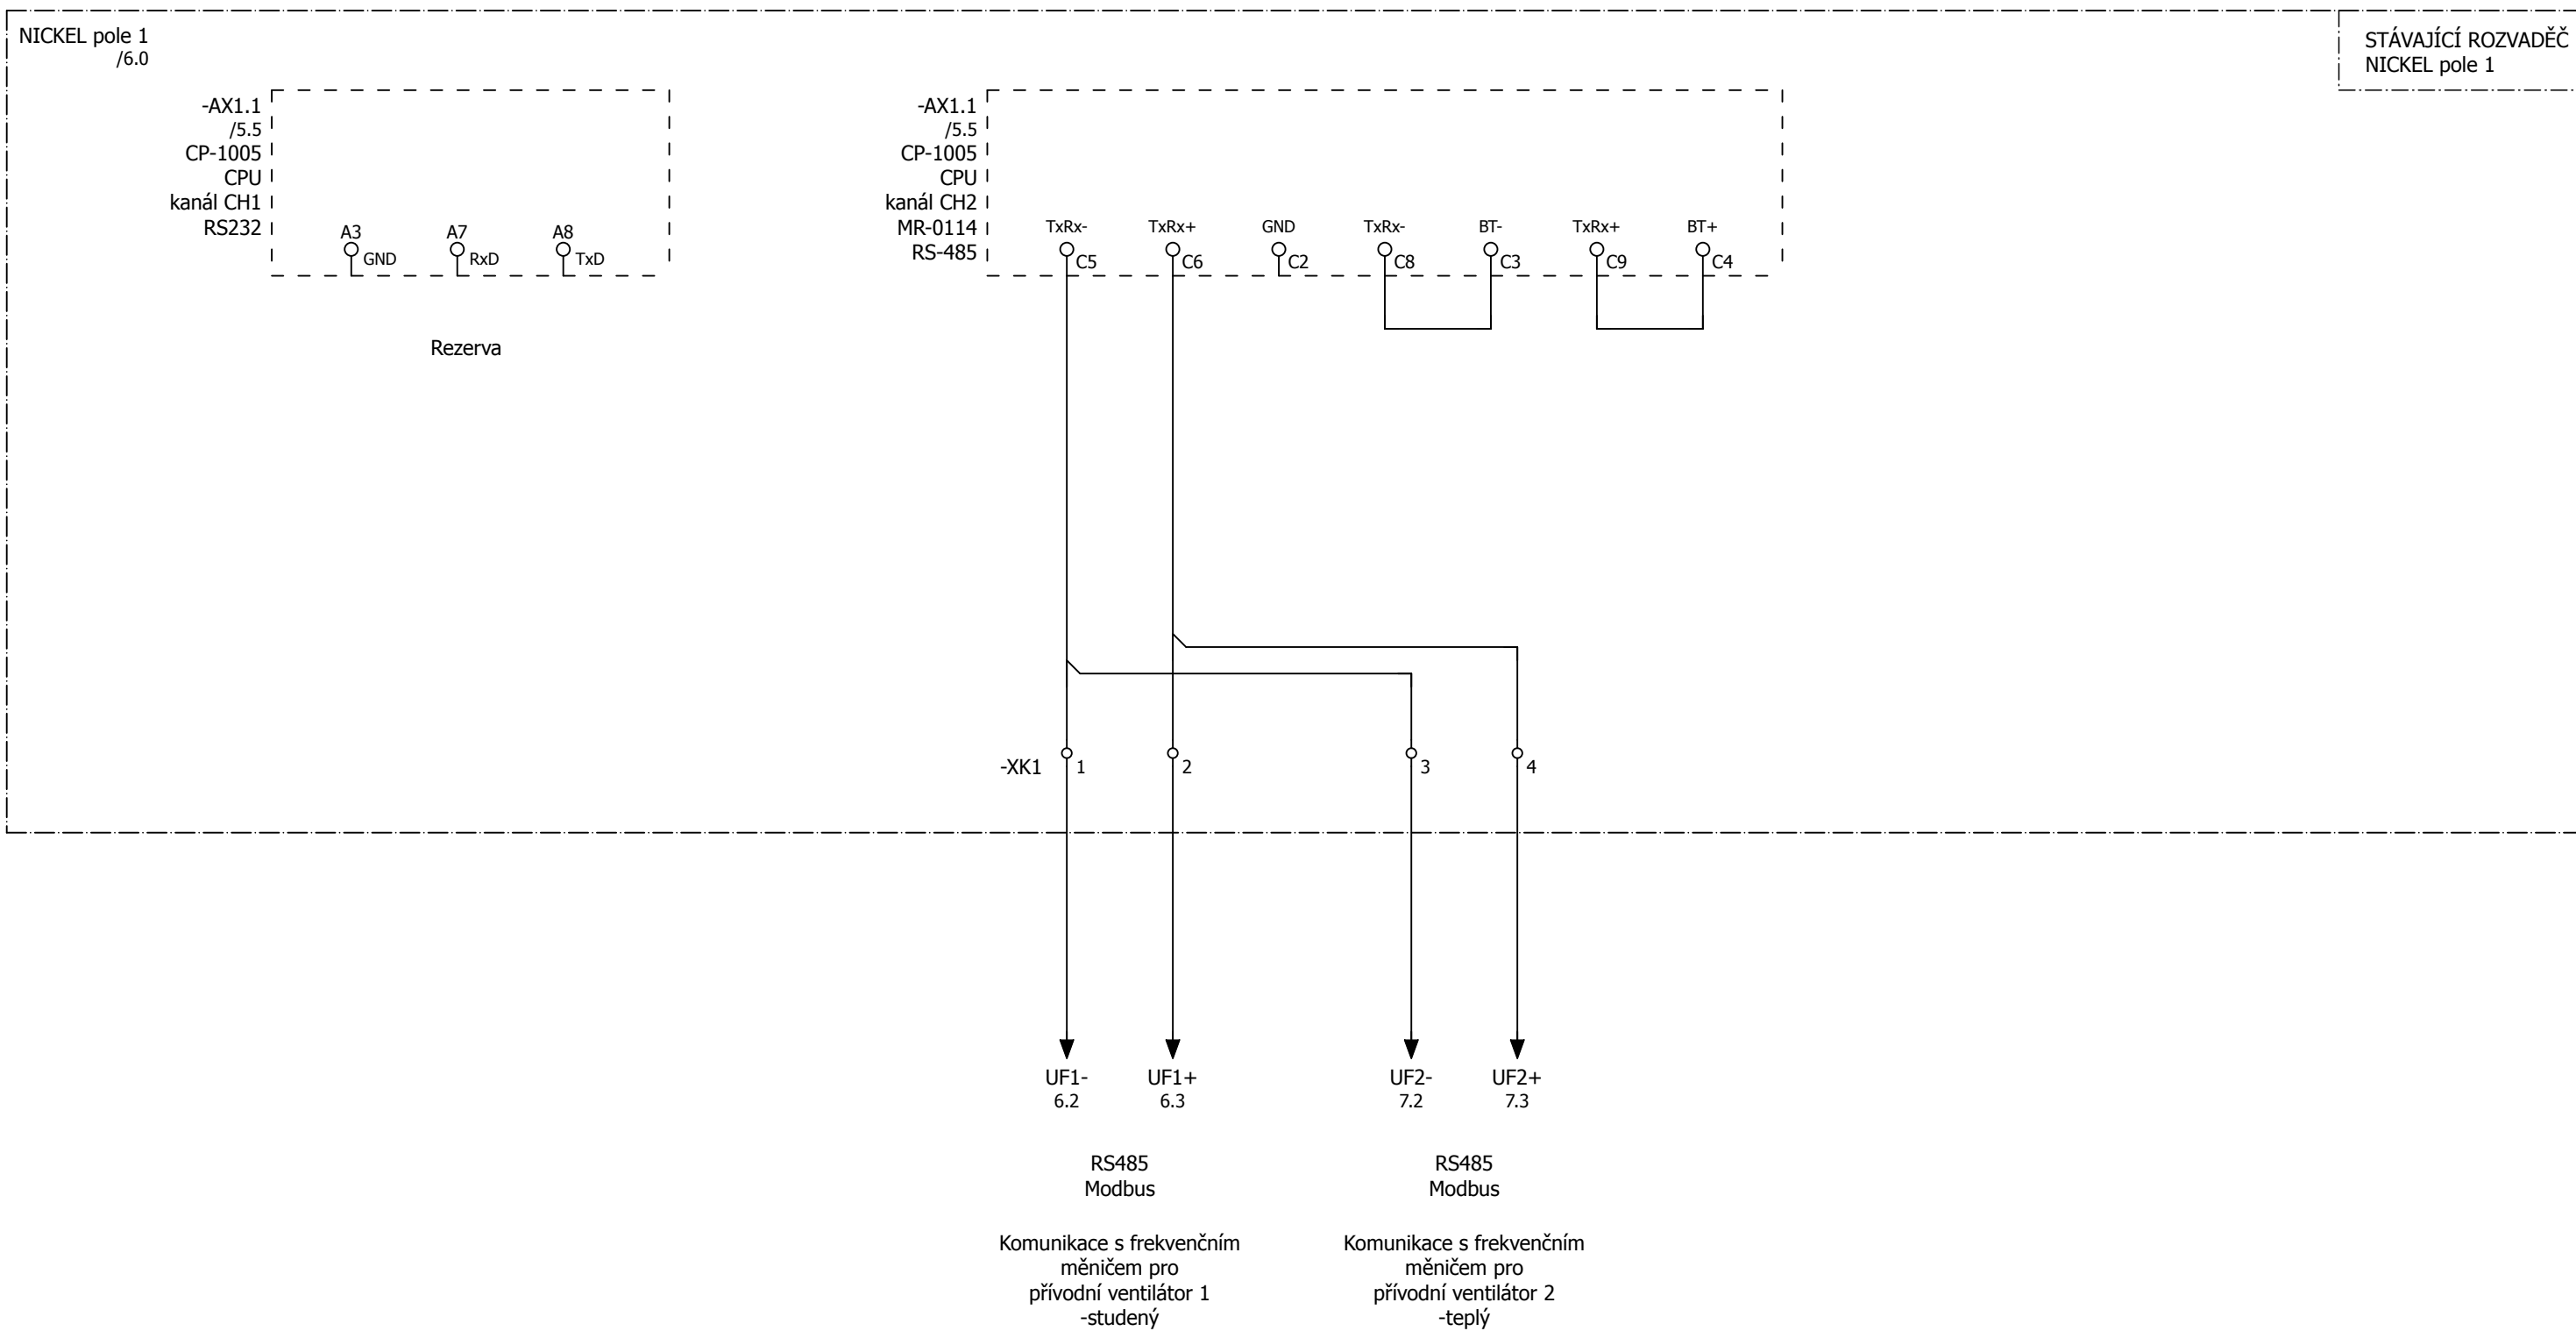 NICKEL pole 1
/6.0
STÁVAJÍCÍ ROZVADĚČ
NICKEL pole 1
-AX1.1
/5.5
CP-1005
CPU
kanál CH1
RS232
A3 A7 A8
GND RxD TxD
Rezerva
-AX1.1
/5.5
CP-1005
CPU
kanál CH2
MR-0114
RS-485
TxRx- TxRx+ GND TxRx- BT- TxRx+ BT+
C5 C6 C2 C8 C3 C9 C4
-XK1 1 2 3 4
UF1- UF1+ UF2- UF2+
6.2 6.3 7.2 7.3
RS485
Modbus
Komunikace s frekvenčním
měničem pro
přívodní ventilátor 1
-studený
RS485
Modbus
Komunikace s frekvenčním
měničem pro
přívodní ventilátor 2
-teplý